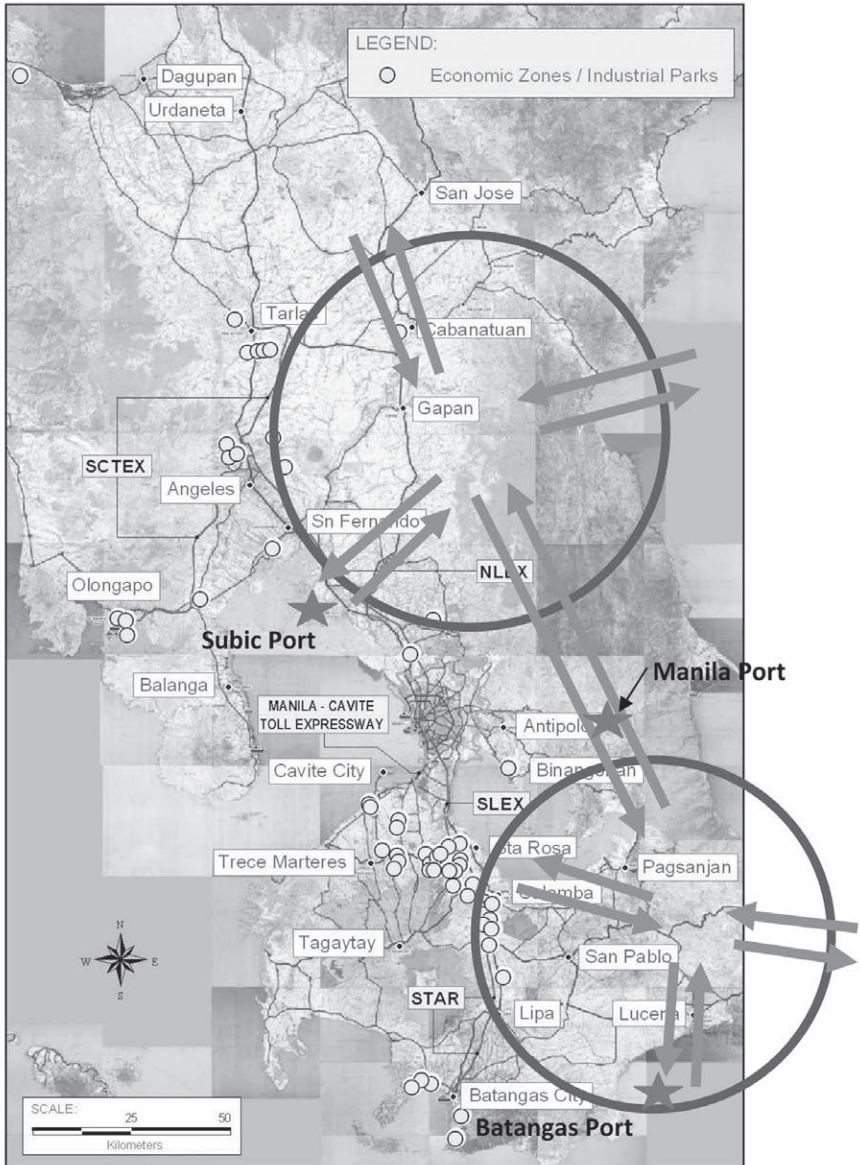 LEGEND:
Economic Zones / Industrial Parks
Dagupan
Urdaneta
San Jose
Tarlac
Cabanatuan
Gapan
SCTEX
Angeles
Sn Fernando
NLEX
Olongapo
Subic Port
Manila Port
Balanga
MANILA - CAVITE
TOLL EXPRESSWAY
Antipolo
Cavite City
Binangonan
SLEX
Sta Rosa
Trece Marteres
Pagsanjan
Calamba
N
W
E
S
Tagaytay
San Pablo
STAR
Lipa
Lucena
Batangas City
Batangas Port
SCALE:
25
50
Kilometers